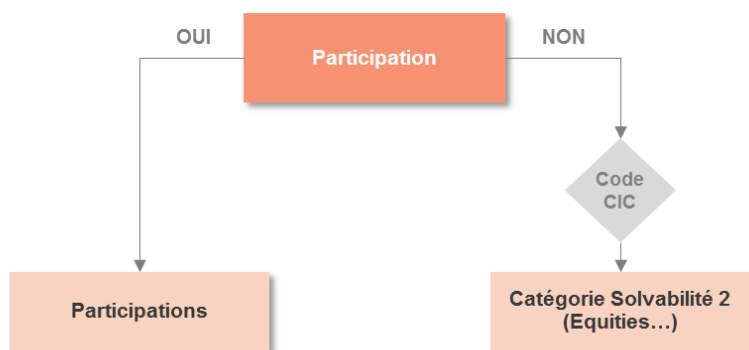 OUI
Participation
NON
Code
CIC
Participations
Catégorie Solvabilité 2
(Equities…)